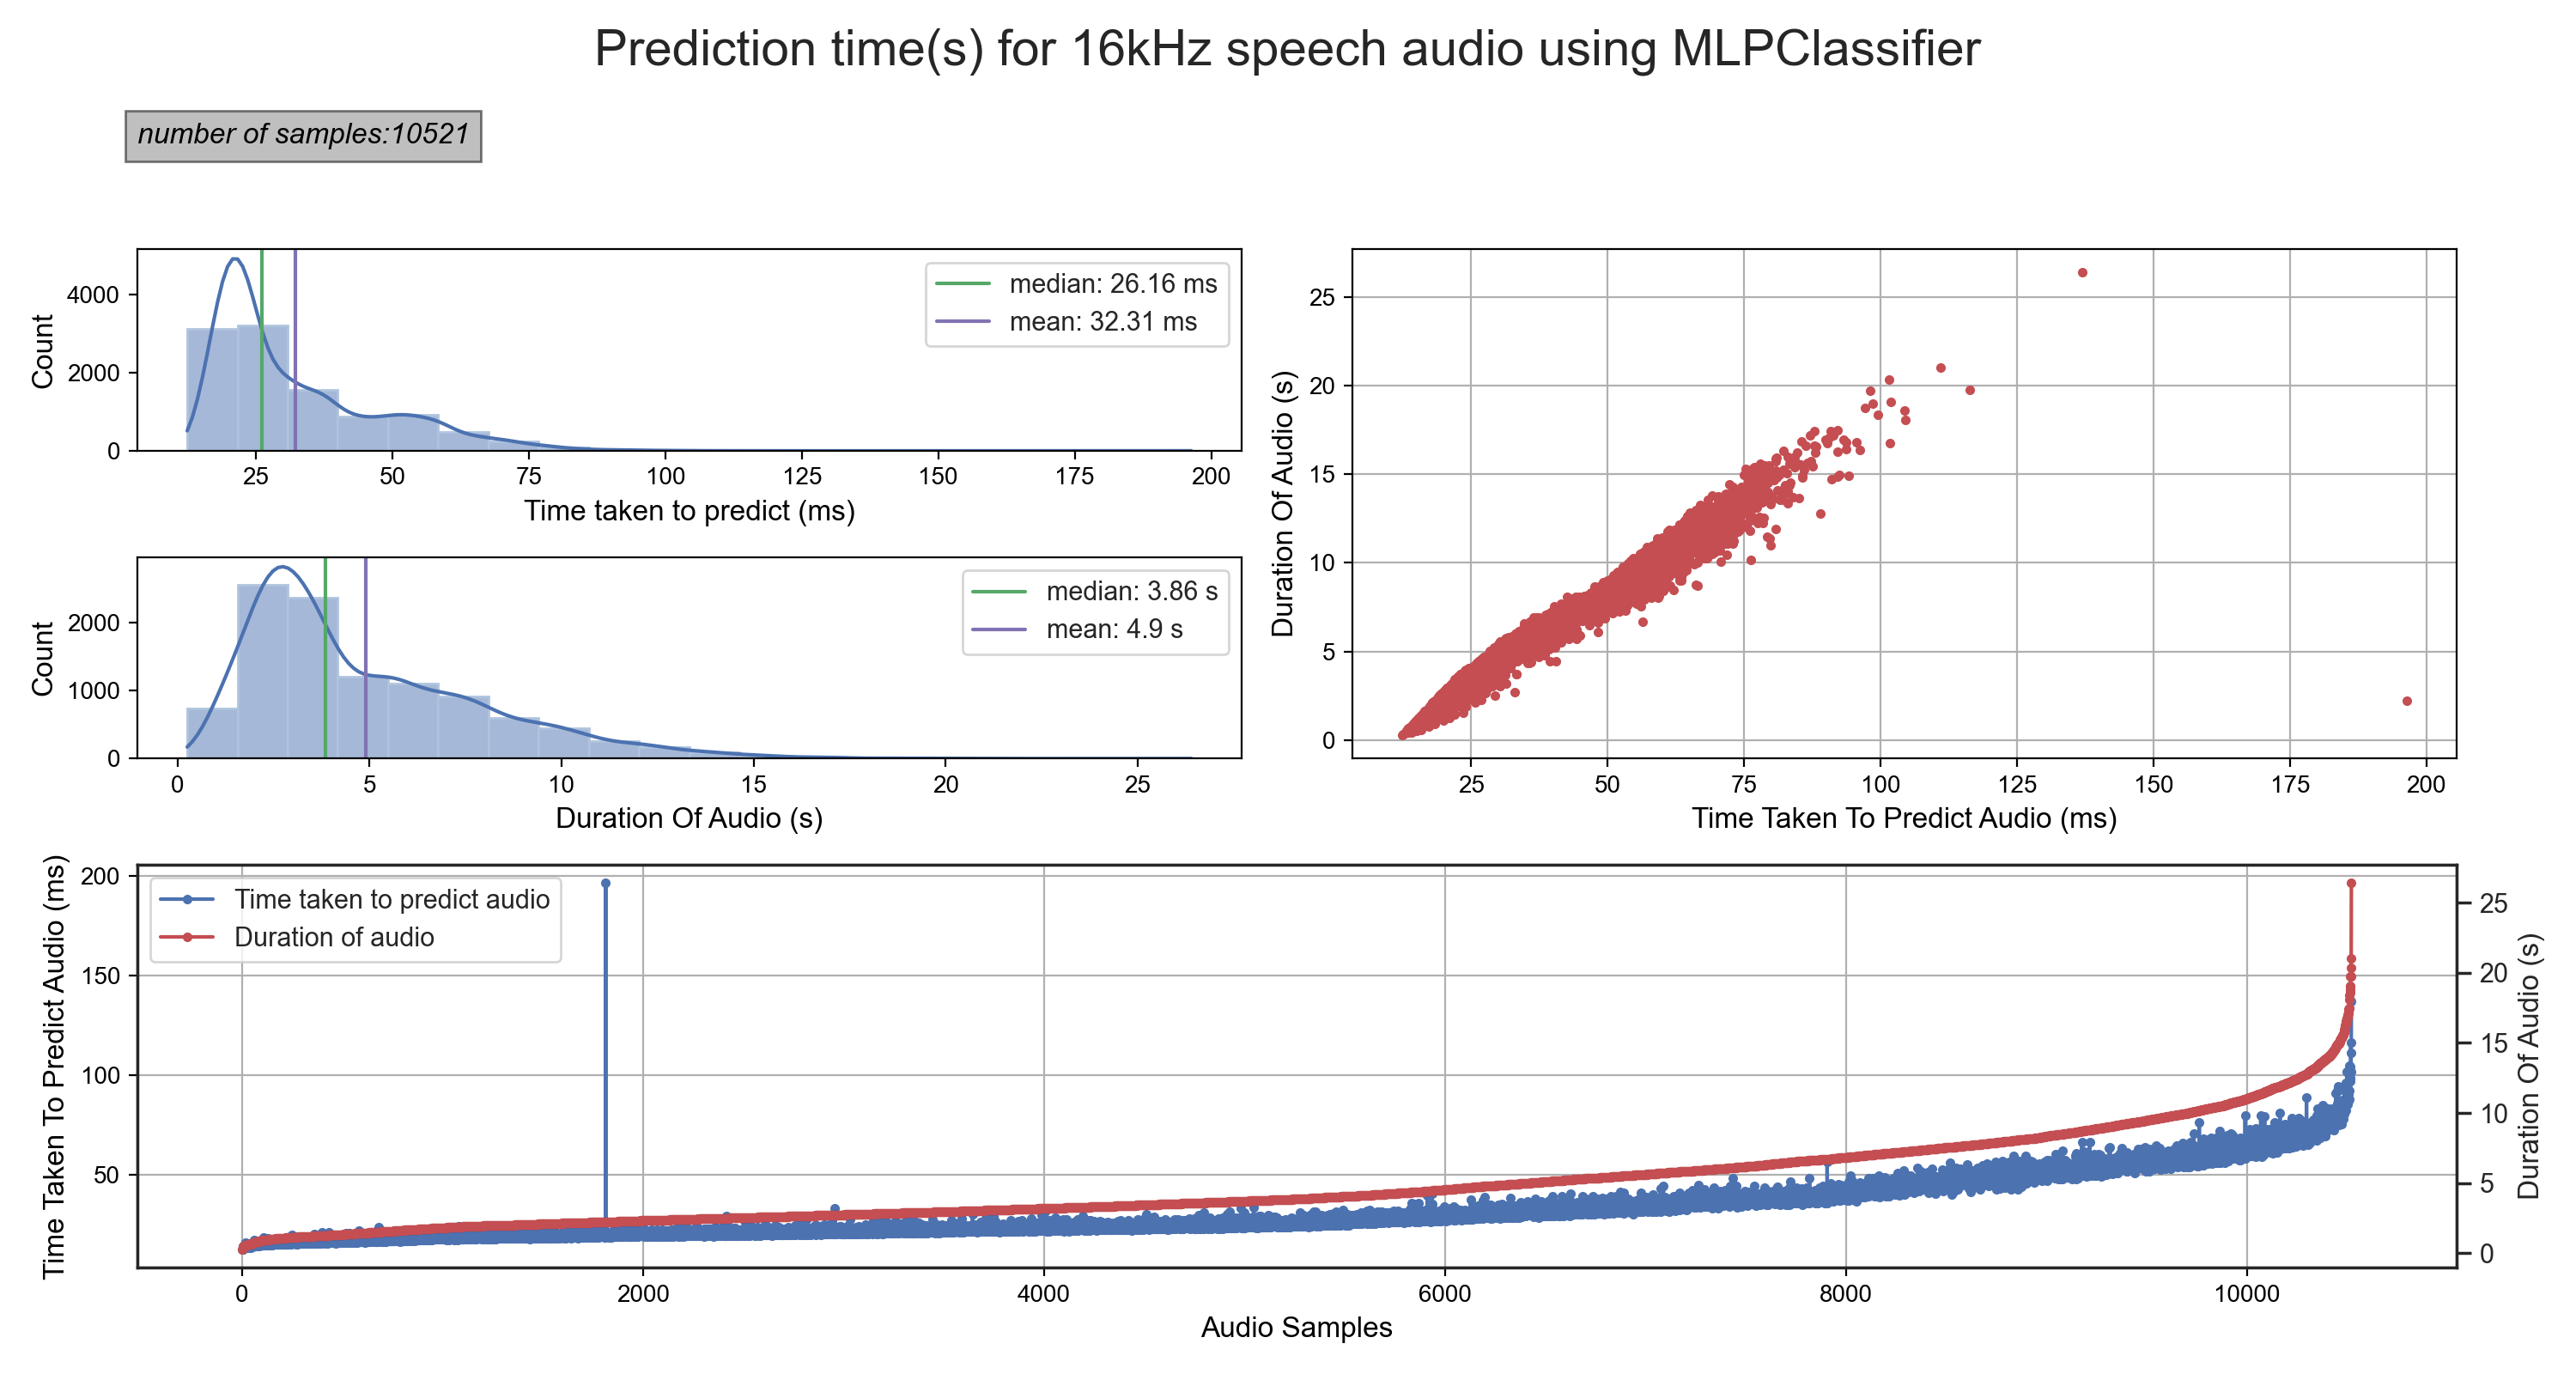 Prediction time(s) for 16kHz speech audio using MLPClassifier
number of samples:10521
Count
4000
2000
0
median: 26.16 ms
mean: 32.31 ms
25 50 75 100 125 150 175 200
Time taken to predict (ms)
Count
2000
1000
0
median: 3.86 s
mean: 4.9 s
0 5 10 15 20 25
Duration Of Audio (s)
Duration Of Audio (s)
25
20
15
10
5
0
25 50 75 100 125 150 175 200
Time Taken To Predict Audio (ms)
Time Taken To Predict Audio (ms)
200
150
100
50
Time taken to predict audio
Duration of audio
25
20
15
10
5
0
Duration Of Audio (s)
0 2000 4000 6000 8000 10000
Audio Samples